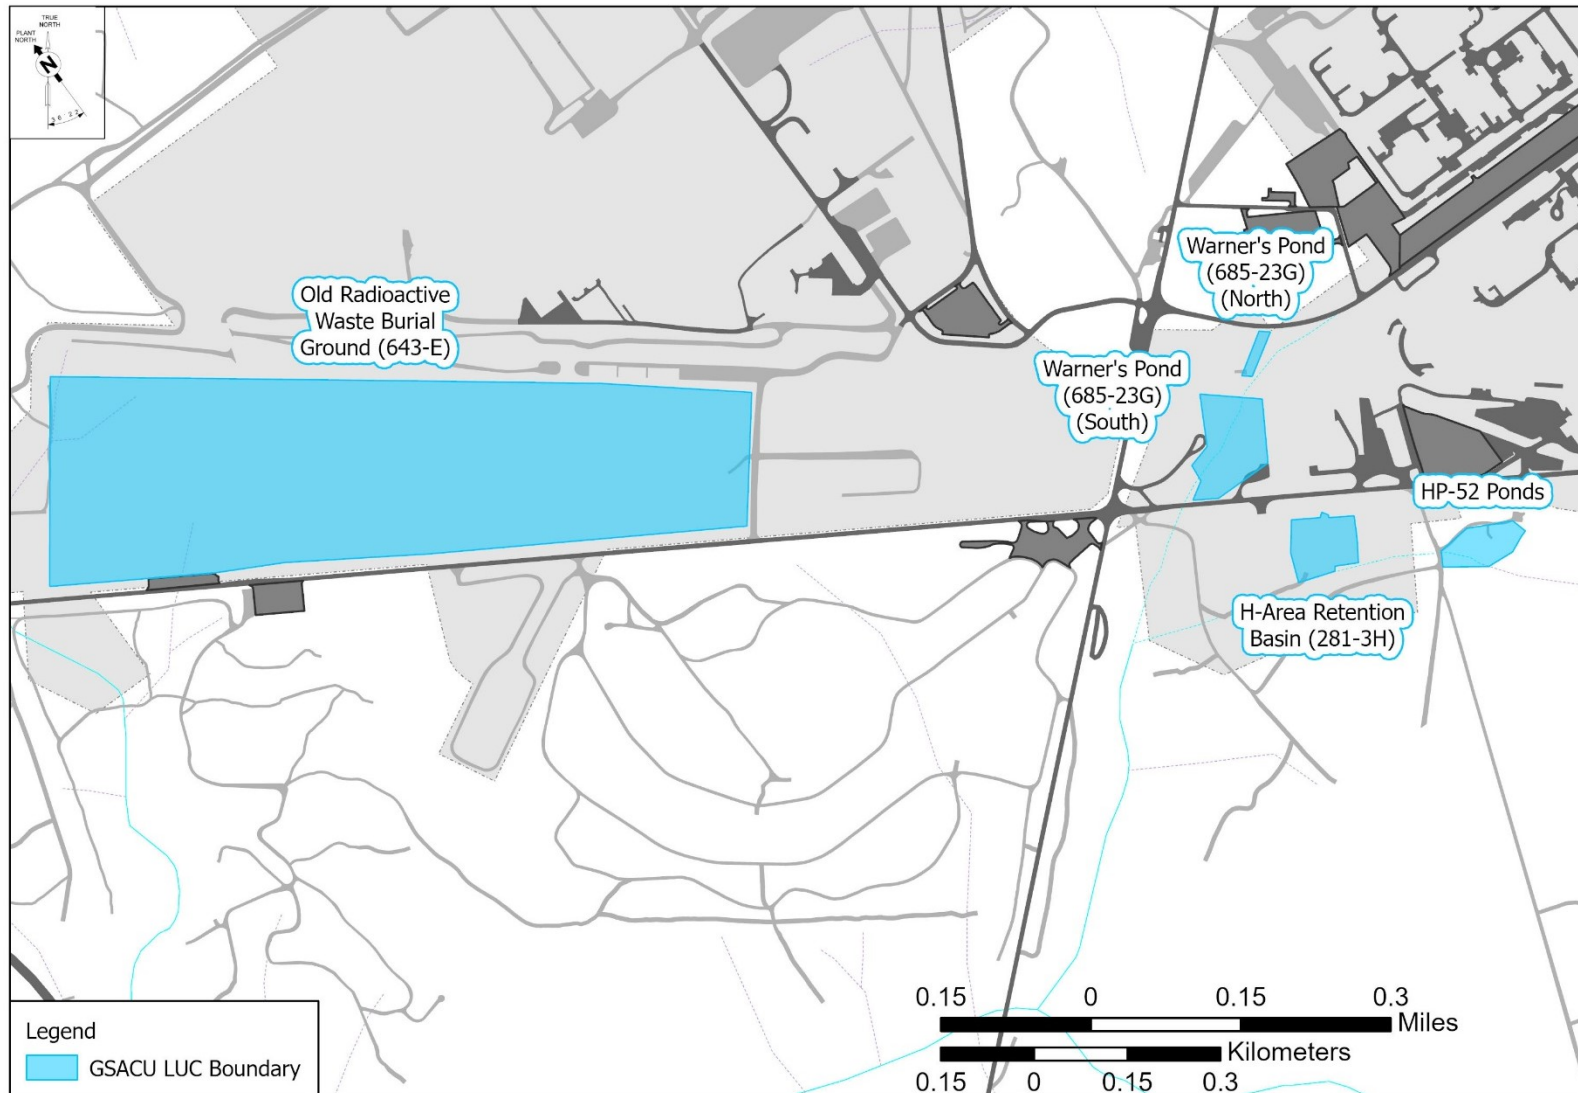 TRUE
NORTH
PLANT
NORTH
N
36° 22'
Warner's Pond
(685-23G)
(North)
Old Radioactive
Waste Burial
Ground (643-E)
Warner's Pond
(685-23G)
(South)
HP-52 Ponds
H-Area Retention
Basin (281-3H)
0.15 0 0.15 0.3
Miles
Kilometers
0.15 0 0.15 0.3
Legend
GSACU LUC Boundary